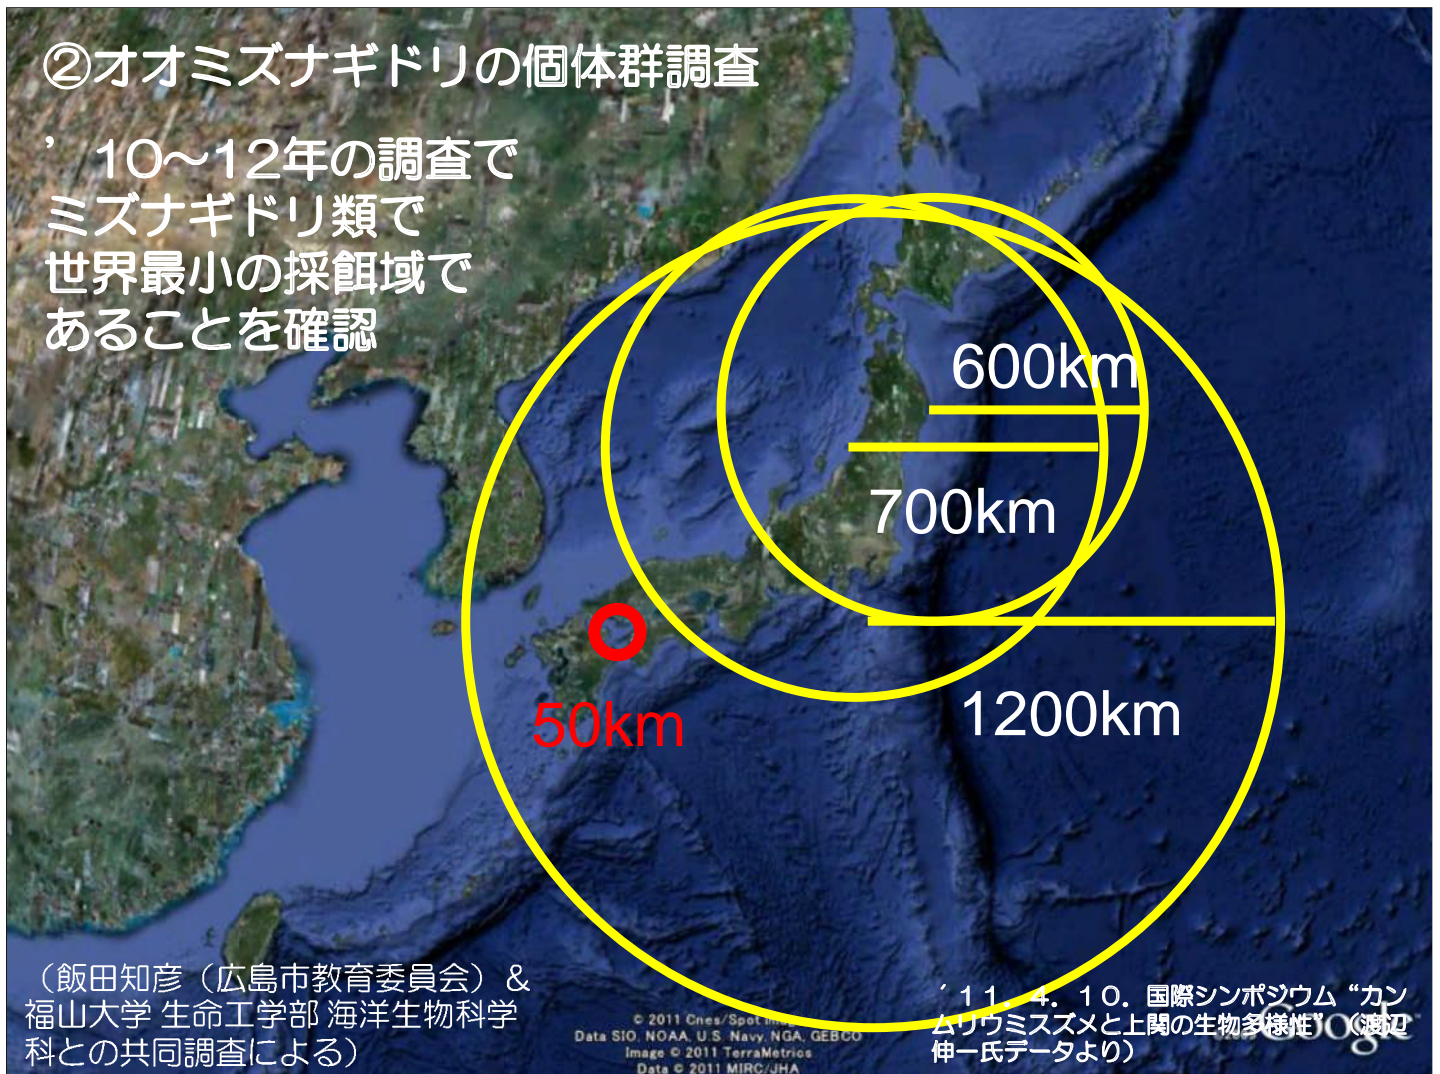 ②オオミズナギドリの個体群調査
’10～12年の調査で
ミズナギドリ類で
世界最小の採餌域で
あることを確認
600km
700km
1200km
50km
（飯田知彦（広島市教育委員会）＆
福山大学 生命工学部 海洋生物科学
科との共同調査による）
´１１．４．１０．国際シンポジウム“カン
ムリウミスズメと上関の生物多様性”（渡辺
伸一氏データより）
© 2011 Cnes/Spot Image
Data SIO, NOAA, U.S. Navy, NGA, GEBCO
Image © 2011 TerraMetrics
Data © 2011 MIRC/JHA
Google